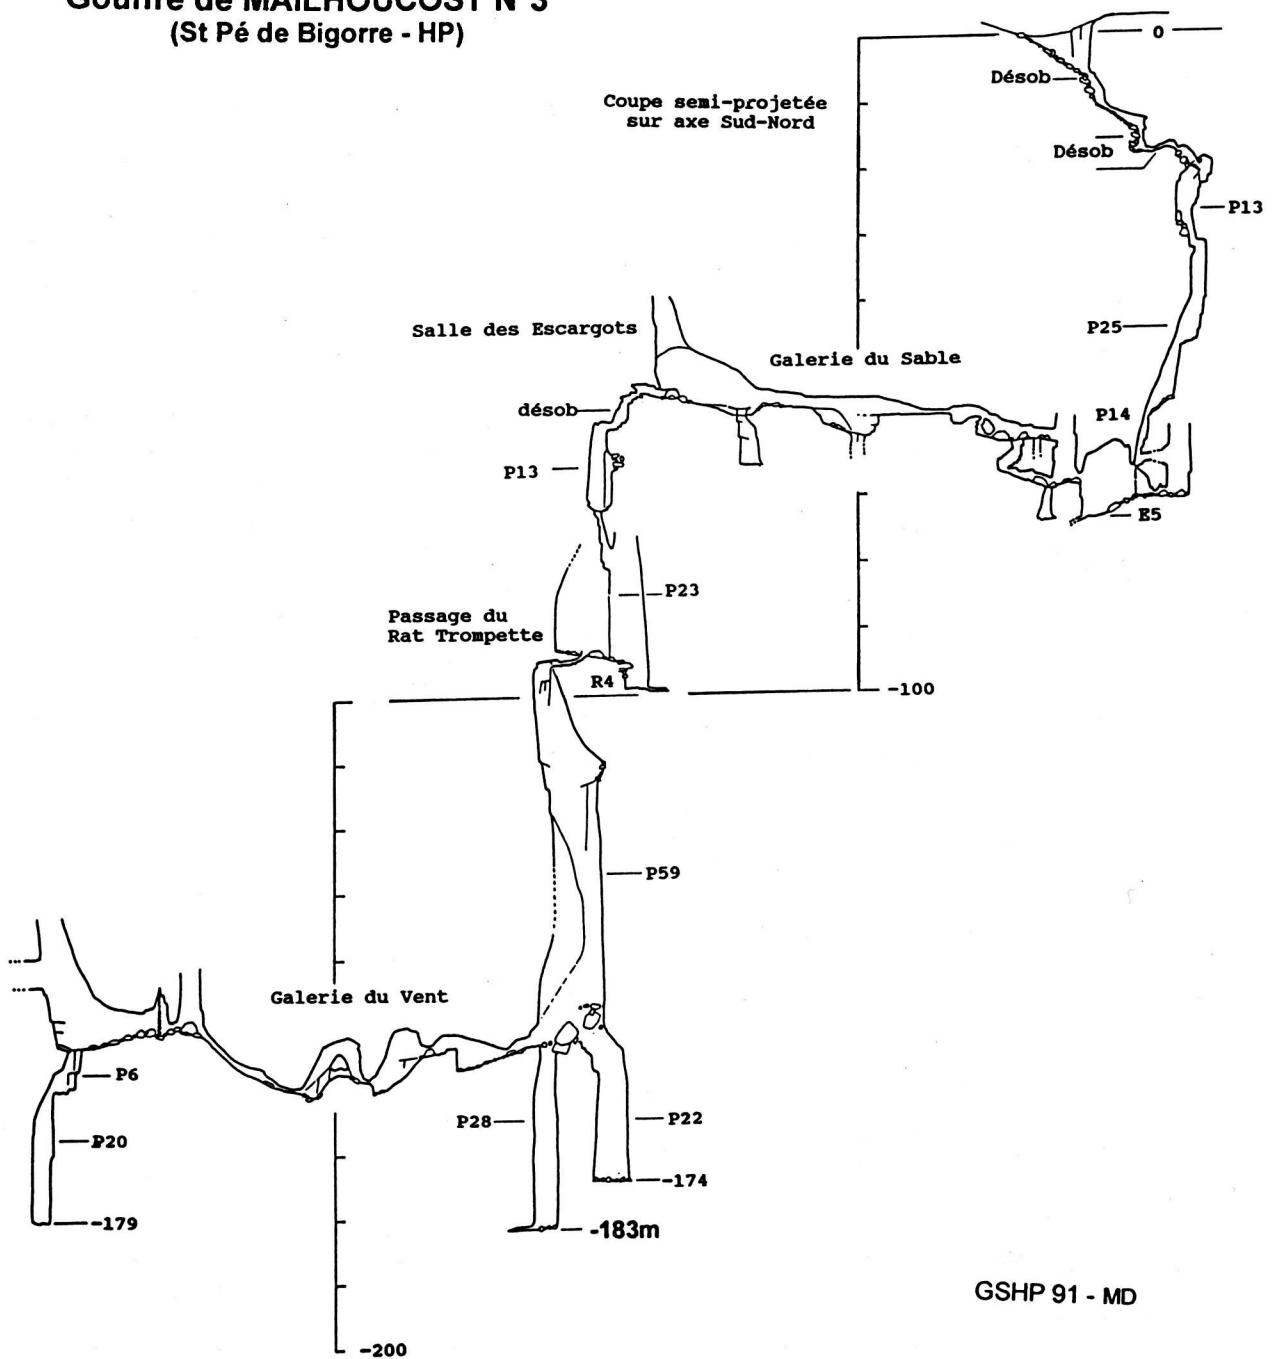 Gouffre de MAILHOUCOST N°3
(St Pé de Bigorre - HP)
0
Désob
Coupe semi-projetée
sur axe Sud-Nord
Désob
P13
Salle des Escargots
P25
Galerie du Sable
désob
P14
P13
E5
P23
Passage du
Rat Trompette
R4
-100
P59
Galerie du Vent
P6
P28
P22
P20
-174
-179
-183m
GSHP 91 - MD
-200